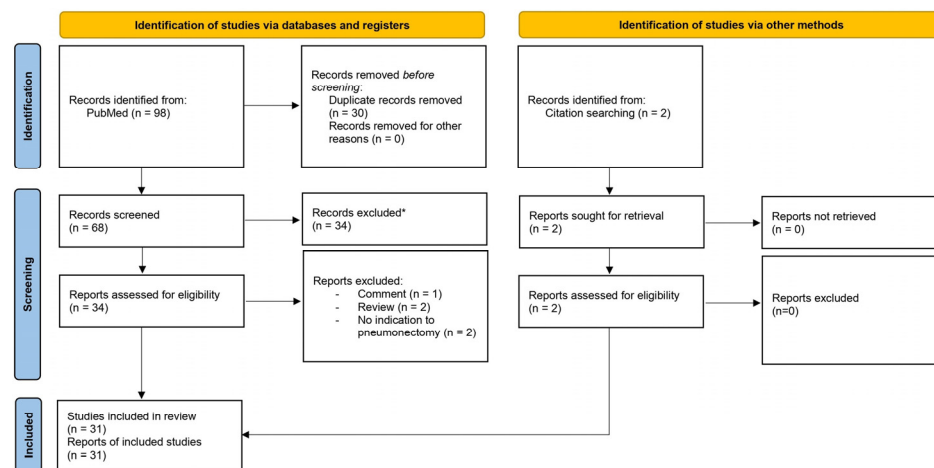 Identification of studies via databases and registers
Identification of studies via other methods
Identification
Records identified from:
PubMed (n = 98)
Records removed before
screening:
Duplicate records removed
(n = 30)
Records removed for other
reasons (n = 0)
Records identified from:
Citation searching (n = 2)
Screening
Records screened
(n = 68)
Records excluded*
(n = 34)
Reports sought for retrieval
(n = 2)
Reports not retrieved
(n = 0)
Reports assessed for eligibility
(n = 34)
Reports excluded:
- Comment (n = 1)
- Review (n = 2)
- No indication to
pneumonectomy (n = 2)
Reports assessed for eligibility
(n = 2)
Reports excluded
(n=0)
Included
Studies included in review
(n = 31)
Reports of included studies
(n = 31)